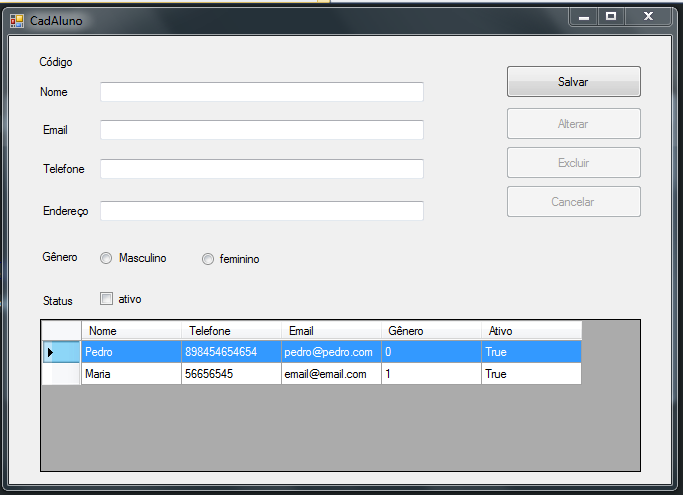 CadAluno
Código
Nome
Salvar
Email
Alterar
Telefone
Excluir
Endereço
Cancelar
Gênero Masculino feminino
Status ativo
Nome Telefone Email Gênero Ativo
Pedro 898454654654 pedro@pedro.com 0 True
Maria 56656545 email@email.com 1 True